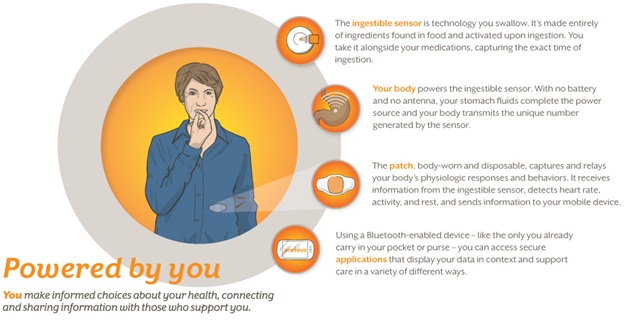 The ingestible sensor is technology you swallow. It's made entirely
of ingredients found in food and activated upon ingestion. You
take it alongside your medications, capturing the exact time of
ingestion.
Your body powers the ingestible sensor. With no battery
and no antenna, your stomach fluids complete the power
source and your body transmits the unique number
generated by the sensor.
The patch, body-worn and disposable, captures and relays
your body's physiologic responses and behaviors. It receives
information from the ingestible sensor, detects heart rate,
activity, and rest, and sends information to your mobile device.
Using a Bluetooth-enabled device – like the only you already
carry in your pocket or purse – you can access secure
applications that display your data in context and support
care in a variety of different ways.
Powered by you
You make informed choices about your health, connecting
and sharing information with those who support you.